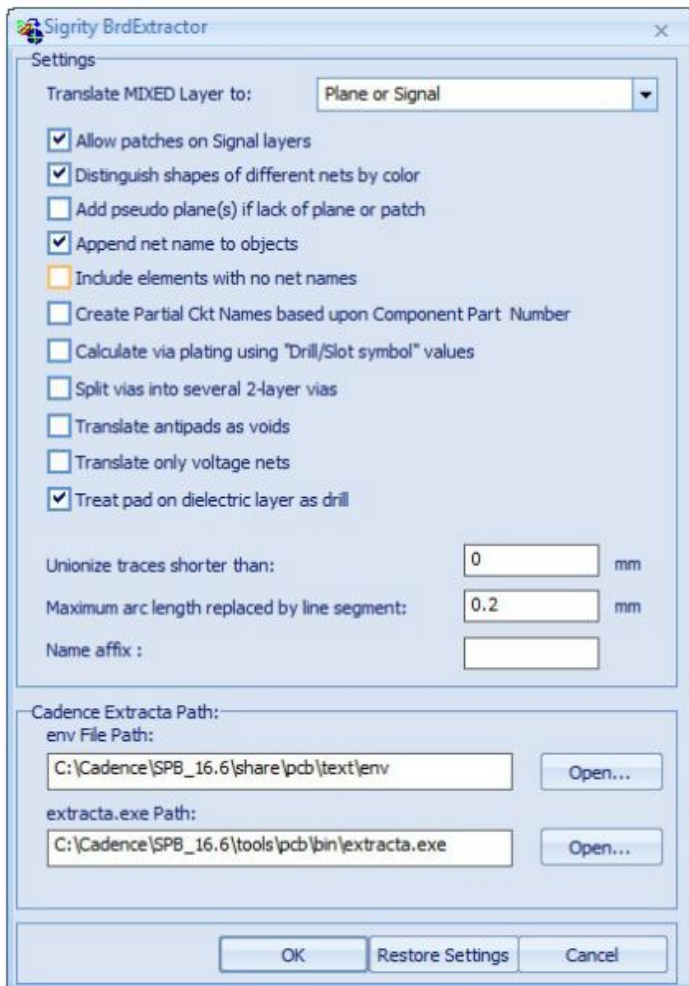 Sigrity BrdExtractor
Settings
Translate MIXED Layer to: Plane or Signal
Allow patches on Signal layers
Distinguish shapes of different nets by color
Add pseudo plane(s) if lack of plane or patch
Append net name to objects
Include elements with no net names
Create Partial Ckt Names based upon Component Part Number
Calculate via plating using "Drill/Slot symbol" values
Split vias into several 2-layer vias
Translate antipads as voids
Translate only voltage nets
Treat pad on dielectric layer as drill
Unionize traces shorter than: 0 mm
Maximum arc length replaced by line segment: 0.2 mm
Name affix :
Cadence Extracta Path:
env File Path:
C:\Cadence\SPB_16.6\share\pcb\text\env Open...
extracta.exe Path:
C:\Cadence\SPB_16.6\tools\pcb\bin\extracta.exe Open...
OK Restore Settings Cancel